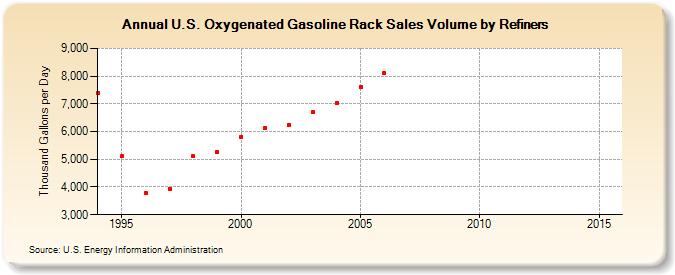 Annual U.S. Oxygenated Gasoline Rack Sales Volume by Refiners
Thousand Gallons per Day
9,000
8,000
7,000
6,000
5,000
4,000
3,000
1995 2000 2005 2010 2015
Source: U.S. Energy Information Administration